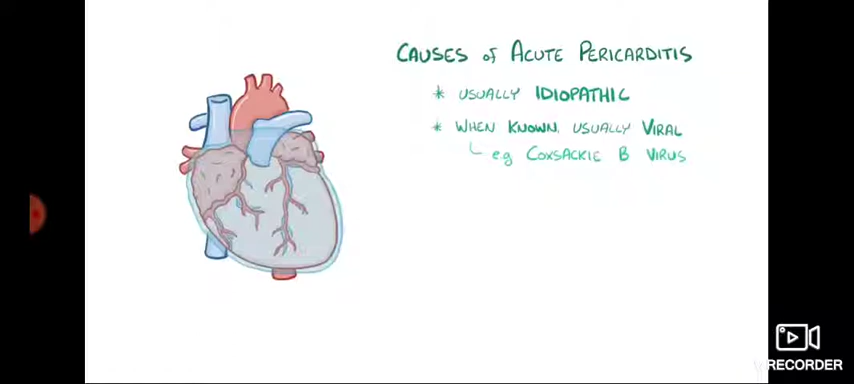 CAUSES of ACUTE PERICARDITIS
* USUALLY IDIOPATHIC
* WHEN KNOWN, USUALLY VIRAL
e.g COXSACKIE B VIRUS
RECORDER